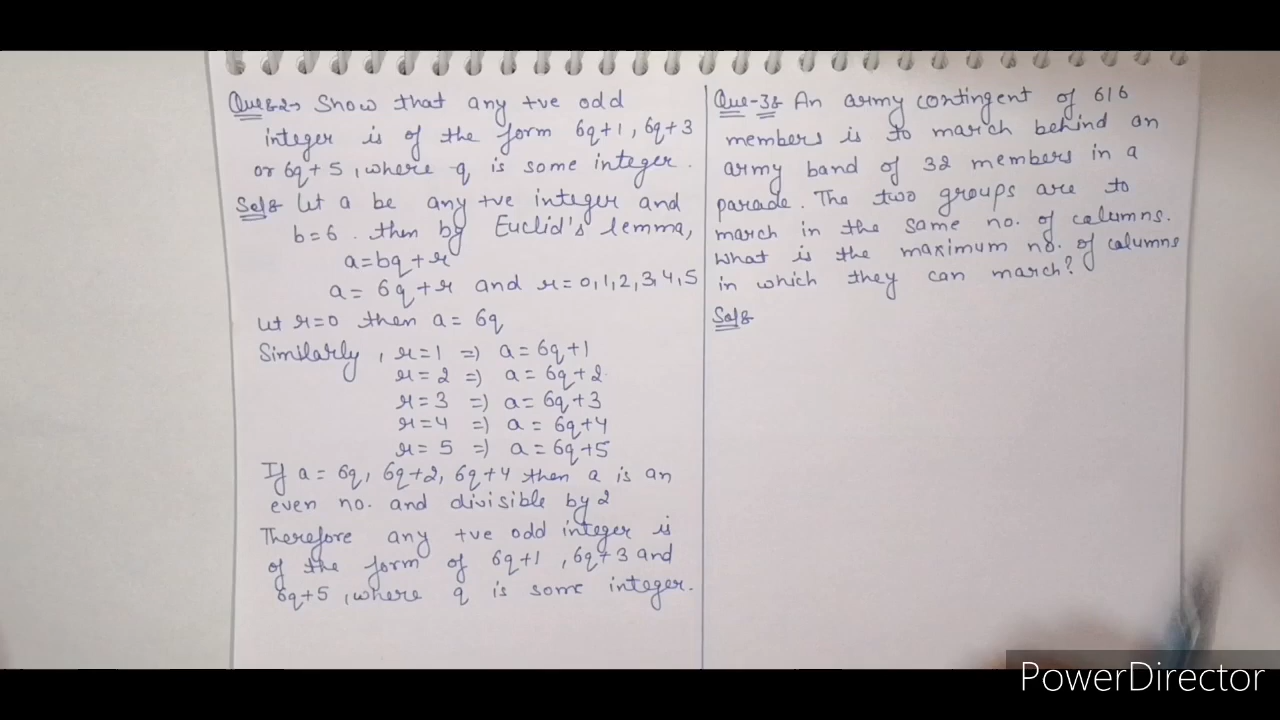 Que:2→ Show that any +ve odd
integer is of the form 6q+1, 6q+3
or 6q+5, where q is some integer.
Sol: Let a be any +ve integer and
b=6. then by Euclid's lemma,
a=bq+r
a= 6q+r and r=0,1,2,3,4,5
Let r=0 then a= 6q
Similarly, r=1 => a=6q+1
r=2 => a=6q+2
r=3 => a=6q+3
r=4 => a=6q+4
r=5 => a=6q+5
If a= 6q, 6q+2, 6q+4 then a is an
even no. and divisible by 2
Therefore any +ve odd integer is
of the form of 6q+1, 6q+3 and
6q+5, where q is some integer.
Que-3: An army contingent of 616
members is to march behind an
army band of 32 members in a
parade. The two groups are to
march in the same no. of columns.
What is the maximum no. of columns
in which they can march?
Sol:
PowerDirector